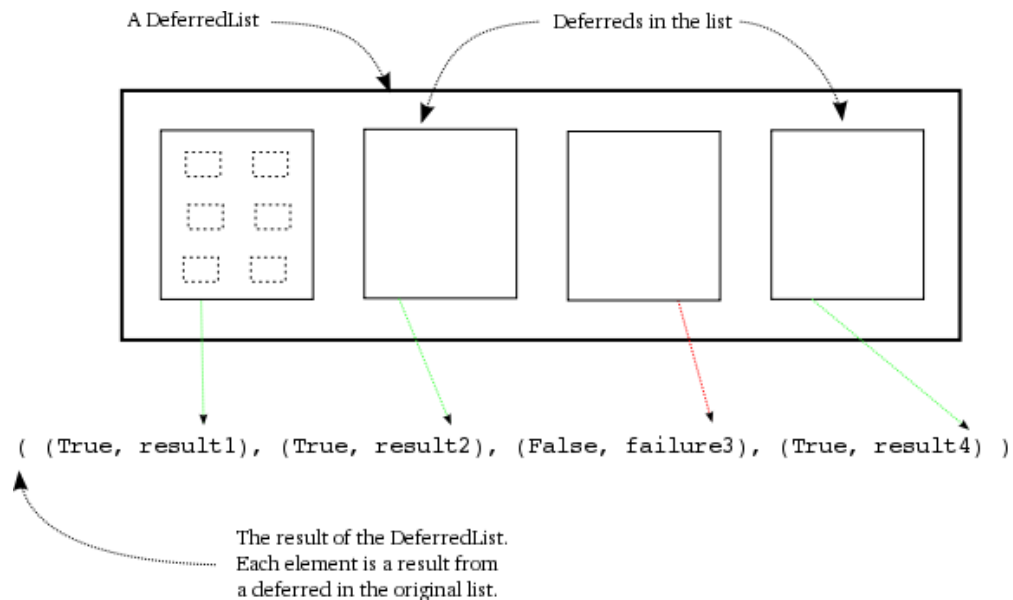 A DeferredList
Deferreds in the list
( (True, result1), (True, result2), (False, failure3), (True, result4) )
The result of the DeferredList.
Each element is a result from
a deferred in the original list.